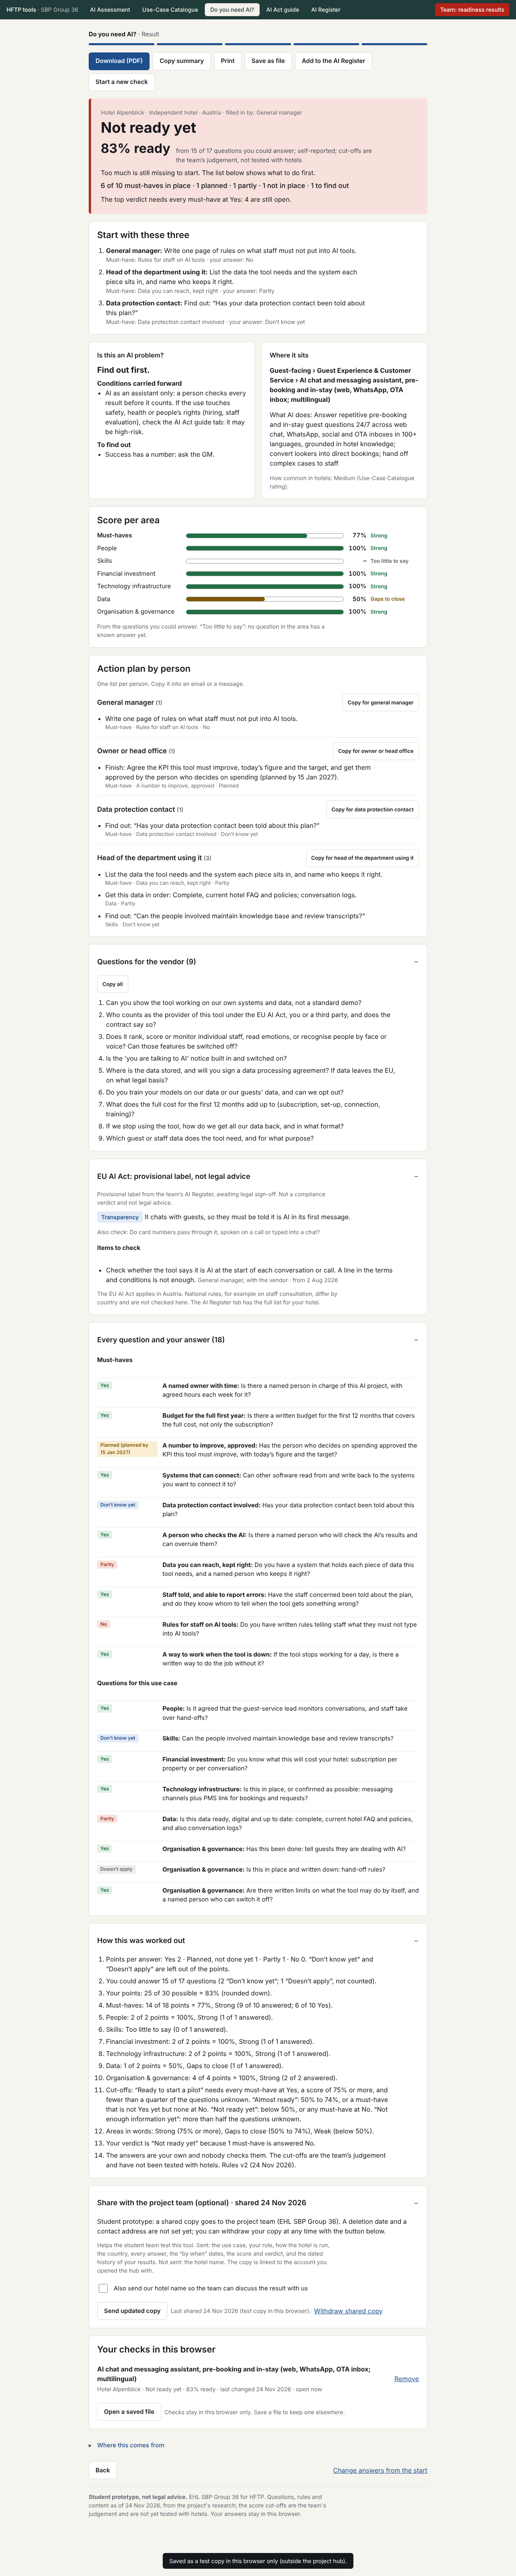 HFTP tools · SBP Group 36
AI Assessment
Use-Case Catalogue
Do you need AI?
AI Act guide
AI Register
Team: readiness results
Do you need AI? · Result
Download (PDF)
Copy summary
Print
Save as file
Add to the AI Register
Start a new check
Hotel Alpenblick · Independent hotel · Austria · filled in by: General manager
Not ready yet
83% ready
from 15 of 17 questions you could answer; self-reported; cut-offs are
the team's judgement, not tested with hotels
Too much is still missing to start. The list below shows what to do first.
6 of 10 must-haves in place · 1 planned · 1 partly · 1 not in place · 1 to find out
The top verdict needs every must-have at Yes: 4 are still open.
Start with these three
1. General manager: Write one page of rules on what staff must not put into AI tools.
Must-have: Rules for staff on AI tools · your answer: No
2. Head of the department using it: List the data the tool needs and the system each
piece sits in, and name who keeps it right.
Must-have: Data you can reach, kept right · your answer: Partly
3. Data protection contact: Find out: “Has your data protection contact been told about
this plan?”
Must-have: Data protection contact involved · your answer: Don't know yet
Is this an AI problem?
Find out first.
Conditions carried forward
• AI as an assistant only: a person checks every
result before it counts. If the use touches
safety, health or people's rights (hiring, staff
evaluation), check the AI Act guide tab: it may
be high-risk.
To find out
• Success has a number: ask the GM.
Where it sits
Guest-facing › Guest Experience & Customer
Service › AI chat and messaging assistant, pre-
booking and in-stay (web, WhatsApp, OTA
inbox; multilingual)
What AI does: Answer repetitive pre-booking
and in-stay guest questions 24/7 across web
chat, WhatsApp, social and OTA inboxes in 100+
languages, grounded in hotel knowledge;
convert lookers into direct bookings; hand off
complex cases to staff
How common in hotels: Medium (Use-Case Catalogue
rating).
Score per area
Must-haves 77% Strong
People 100% Strong
Skills – Too little to say
Financial investment 100% Strong
Technology infrastructure 100% Strong
Data 50% Gaps to close
Organisation & governance 100% Strong
From the questions you could answer. “Too little to say”: no question in the area has a
known answer yet.
Action plan by person
One list per person. Copy it into an email or a message.
General manager (1)
Copy for general manager
• Write one page of rules on what staff must not put into AI tools.
Must-have · Rules for staff on AI tools · No
Owner or head office (1)
Copy for owner or head office
• Finish: Agree the KPI this tool must improve, today's figure and the target, and get them
approved by the person who decides on spending (planned by 15 Jan 2027).
Must-have · A number to improve, approved · Planned
Data protection contact (1)
Copy for data protection contact
• Find out: “Has your data protection contact been told about this plan?”
Must-have · Data protection contact involved · Don't know yet
Head of the department using it (3)
Copy for head of the department using it
• List the data the tool needs and the system each piece sits in, and name who keeps it right.
Must-have · Data you can reach, kept right · Partly
• Get this data in order: Complete, current hotel FAQ and policies; conversation logs.
Data · Partly
• Find out: “Can the people involved maintain knowledge base and review transcripts?”
Skills · Don't know yet
Questions for the vendor (9)
–
Copy all
1. Can you show the tool working on our own systems and data, not a standard demo?
2. Who counts as the provider of this tool under the EU AI Act, you or a third party, and does the
contract say so?
3. Does it rank, score or monitor individual staff, read emotions, or recognise people by face or
voice? Can those features be switched off?
4. Is the 'you are talking to AI' notice built in and switched on?
5. Where is the data stored, and will you sign a data processing agreement? If data leaves the EU,
on what legal basis?
6. Do you train your models on our data or our guests' data, and can we opt out?
7. What does the full cost for the first 12 months add up to (subscription, set-up, connection,
training)?
8. If we stop using the tool, how do we get all our data back, and in what format?
9. Which guest or staff data does the tool need, and for what purpose?
EU AI Act: provisional label, not legal advice
–
Provisional label from the team's AI Register, awaiting legal sign-off. Not a compliance
verdict and not legal advice.
Transparency It chats with guests, so they must be told it is AI in its first message.
Also check: Do card numbers pass through it, spoken on a call or typed into a chat?
Items to check
• Check whether the tool says it is AI at the start of each conversation or call. A line in the terms
and conditions is not enough. General manager, with the vendor · from 2 Aug 2026
The EU AI Act applies in Austria. National rules, for example on staff consultation, differ by
country and are not checked here. The AI Register tab has the full list for your hotel.
Every question and your answer (18)
–
Must-haves
Yes
A named owner with time: Is there a named person in charge of this AI project, with
agreed hours each week for it?
Yes
Budget for the full first year: Is there a written budget for the first 12 months that covers
the full cost, not only the subscription?
Planned (planned by
15 Jan 2027)
A number to improve, approved: Has the person who decides on spending approved the
KPI this tool must improve, with today's figure and the target?
Yes
Systems that can connect: Can other software read from and write back to the systems
you want to connect it to?
Don't know yet
Data protection contact involved: Has your data protection contact been told about this
plan?
Yes
A person who checks the AI: Is there a named person who will check the AI's results and
can overrule them?
Partly
Data you can reach, kept right: Do you have a system that holds each piece of data this
tool needs, and a named person who keeps it right?
Yes
Staff told, and able to report errors: Have the staff concerned been told about the plan,
and do they know whom to tell when the tool gets something wrong?
No
Rules for staff on AI tools: Do you have written rules telling staff what they must not type
into AI tools?
Yes
A way to work when the tool is down: If the tool stops working for a day, is there a
written way to do the job without it?
Questions for this use case
Yes
People: Is it agreed that the guest-service lead monitors conversations, and staff take
over hand-offs?
Don't know yet
Skills: Can the people involved maintain knowledge base and review transcripts?
Yes
Financial investment: Do you know what this will cost your hotel: subscription per
property or per conversation?
Yes
Technology infrastructure: Is this in place, or confirmed as possible: messaging
channels plus PMS link for bookings and requests?
Partly
Data: Is this data ready, digital and up to date: complete, current hotel FAQ and policies,
and also conversation logs?
Yes
Organisation & governance: Has this been done: tell guests they are dealing with AI?
Doesn't apply
Organisation & governance: Is this in place and written down: hand-off rules?
Yes
Organisation & governance: Are there written limits on what the tool may do by itself, and
a named person who can switch it off?
How this was worked out
–
1. Points per answer: Yes 2 · Planned, not done yet 1 · Partly 1 · No 0. “Don't know yet” and
“Doesn't apply” are left out of the points.
2. You could answer 15 of 17 questions (2 “Don't know yet”; 1 “Doesn't apply”, not counted).
3. Your points: 25 of 30 possible = 83% (rounded down).
4. Must-haves: 14 of 18 points = 77%, Strong (9 of 10 answered; 6 of 10 Yes).
5. People: 2 of 2 points = 100%, Strong (1 of 1 answered).
6. Skills: Too little to say (0 of 1 answered).
7. Financial investment: 2 of 2 points = 100%, Strong (1 of 1 answered).
8. Technology infrastructure: 2 of 2 points = 100%, Strong (1 of 1 answered).
9. Data: 1 of 2 points = 50%, Gaps to close (1 of 1 answered).
10. Organisation & governance: 4 of 4 points = 100%, Strong (2 of 2 answered).
11. Cut-offs: “Ready to start a pilot” needs every must-have at Yes, a score of 75% or more, and
fewer than a quarter of the questions unknown. “Almost ready”: 50% to 74%, or a must-have
that is not Yes yet but none at No. “Not ready yet”: below 50%, or any must-have at No. “Not
enough information yet”: more than half the questions unknown.
12. Areas in words: Strong (75% or more), Gaps to close (50% to 74%), Weak (below 50%).
13. Your verdict is “Not ready yet” because 1 must-have is answered No.
14. The answers are your own and nobody checks them. The cut-offs are the team's judgement
and have not been tested with hotels. Rules v2 (24 Nov 2026).
Share with the project team (optional) · shared 24 Nov 2026
–
Student prototype: a shared copy goes to the project team (EHL SBP Group 36). A deletion date and a
contact address are not set yet; you can withdraw your copy at any time with the button below.
Helps the student team test this tool. Sent: the use case, your role, how the hotel is run,
the country, every answer, the “by when” dates, the score and verdict, and the dated
history of your results. Not sent: the hotel name. The copy is linked to the account you
opened the hub with.
Also send our hotel name so the team can discuss the result with us
Send updated copy
Last shared 24 Nov 2026 (test copy in this browser).
Withdraw shared copy
Your checks in this browser
AI chat and messaging assistant, pre-booking and in-stay (web, WhatsApp, OTA inbox;
multilingual)
Remove
Hotel Alpenblick · Not ready yet · 83% ready · last changed 24 Nov 2026 · open now
Open a saved file
Checks stay in this browser only. Save a file to keep one elsewhere.
▸ Where this comes from
Back
Change answers from the start
Student prototype, not legal advice. EHL SBP Group 36 for HFTP. Questions, rules and
content as of 24 Nov 2026, from the project's research; the score cut-offs are the team's
judgement and are not yet tested with hotels. Your answers stay in this browser.
Saved as a test copy in this browser only (outside the project hub).